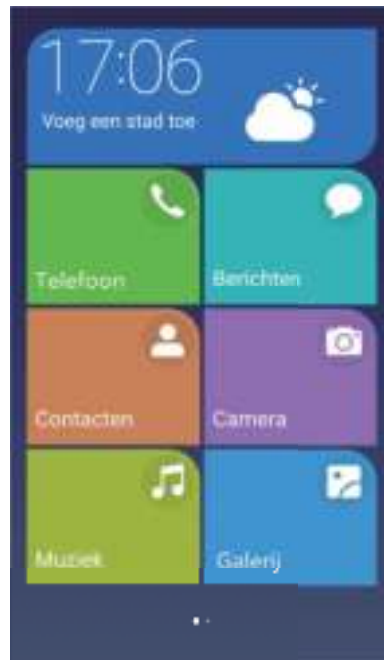 17:06
Voeg een stad toe
Telefoon
Berichten
Contacten
Camera
Muziek
Galerij